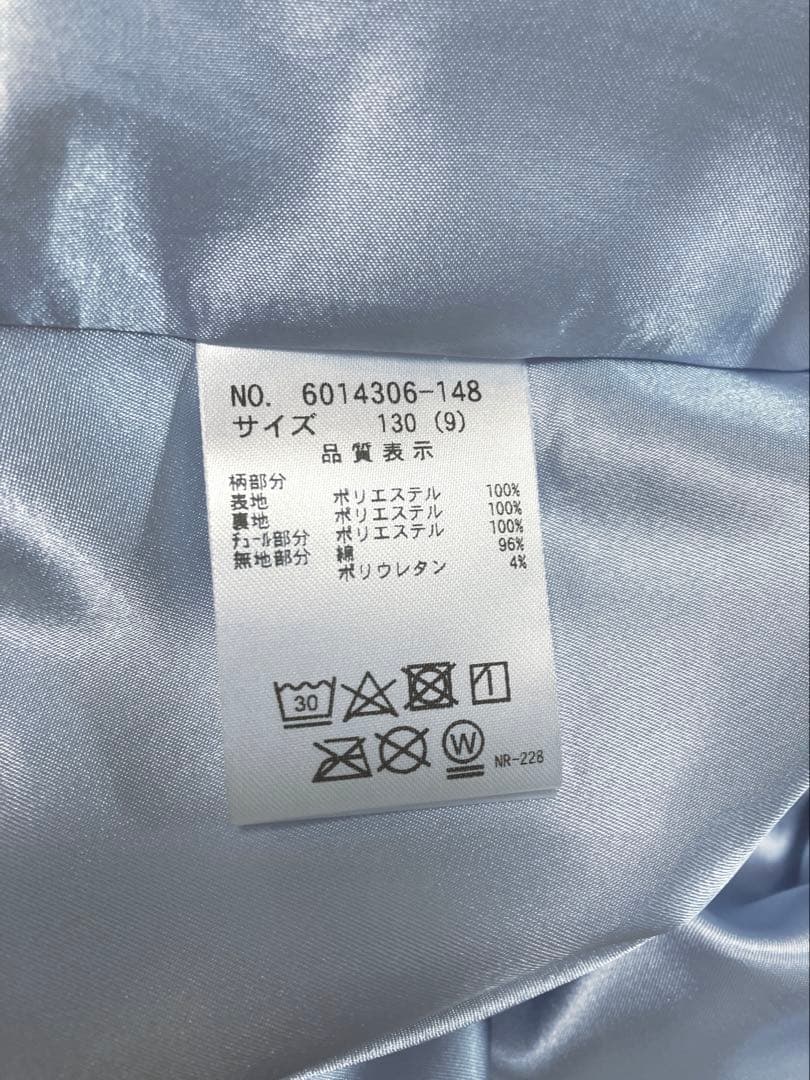 NO. 6014306-148
サイズ 130 (9)
品質表示
柄部分
表地 ポリエステル 100%
裏地 ポリエステル 100%
チュール部分 ポリエステル 100%
無地部分 綿 96%
ポリウレタン 4%
30
W
NR-228